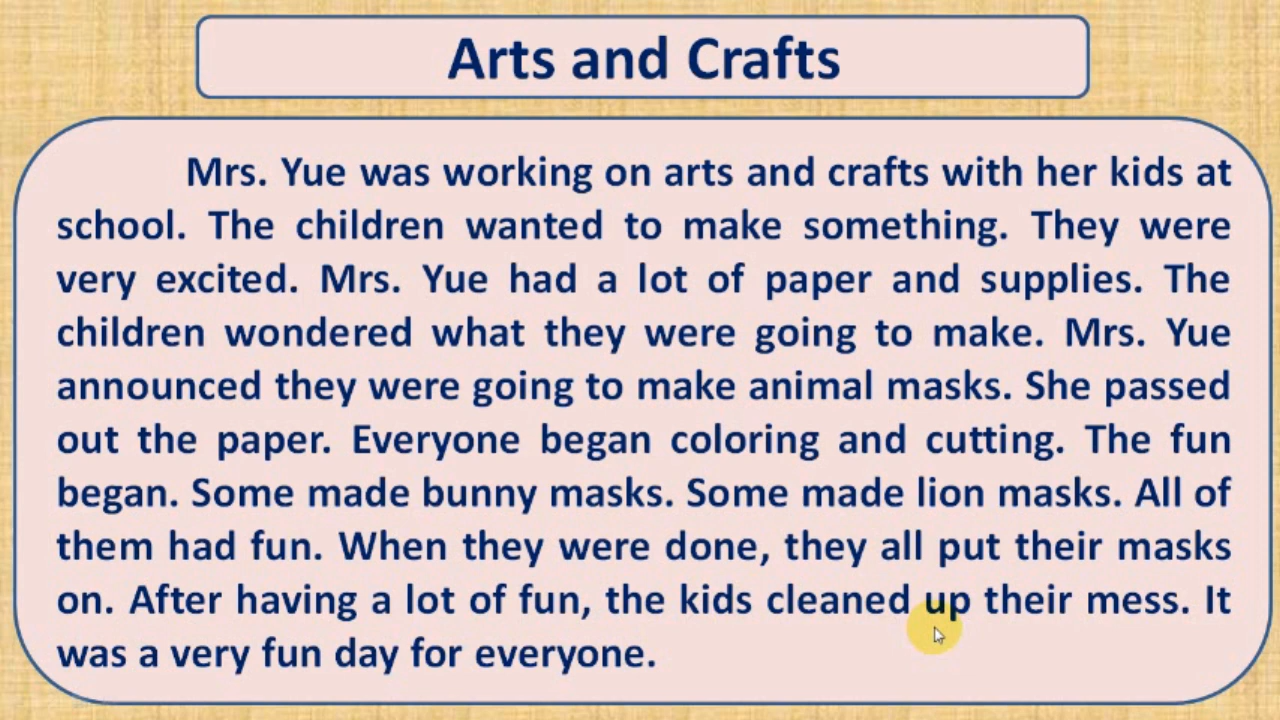 Arts and Crafts
Mrs. Yue was working on arts and crafts with her kids at
school. The children wanted to make something. They were
very excited. Mrs. Yue had a lot of paper and supplies. The
children wondered what they were going to make. Mrs. Yue
announced they were going to make animal masks. She passed
out the paper. Everyone began coloring and cutting. The fun
began. Some made bunny masks. Some made lion masks. All of
them had fun. When they were done, they all put their masks
on. After having a lot of fun, the kids cleaned up their mess. It
was a very fun day for everyone.